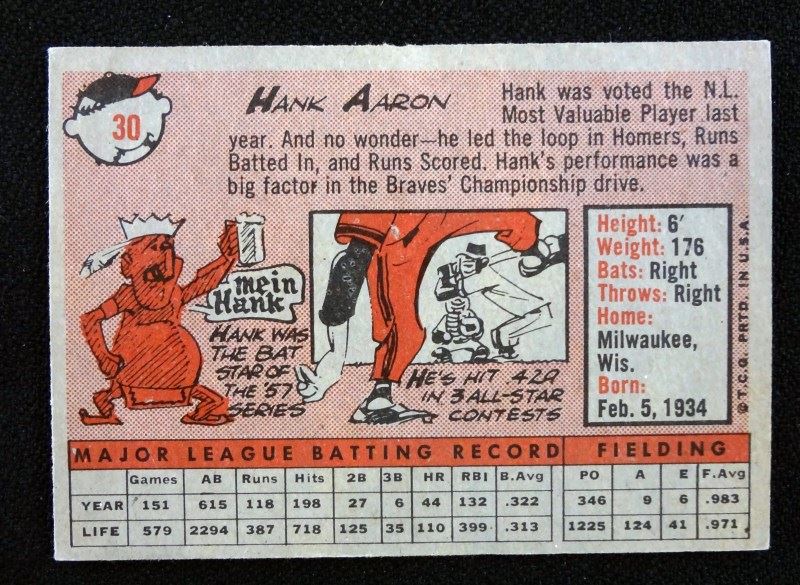 30
HANK AARON
Hank was voted the N.L.
Most Valuable Player last
year. And no wonder—he led the loop in Homers, Runs
Batted In, and Runs Scored. Hank's performance was a
big factor in the Braves' Championship drive.
mein
Hank
HANK WAS
THE BAT
STAR OF
THE '57
SERIES
HE'S HIT .429
IN 3 ALL-STAR
CONTESTS
Height: 6'
Weight: 176
Bats: Right
Throws: Right
Home:
Milwaukee,
Wis.
Born:
Feb. 5, 1934
© T.C.G. PRTD. IN U.S.A.
MAJOR LEAGUE BATTING RECORD FIELDING
Games AB Runs Hits 2B 3B HR RBI B.Avg PO A E F.Avg
YEAR 151 615 118 198 27 6 44 132 .322 346 9 6 .983
LIFE 579 2294 387 718 125 35 110 399 .313 1225 124 41 .971